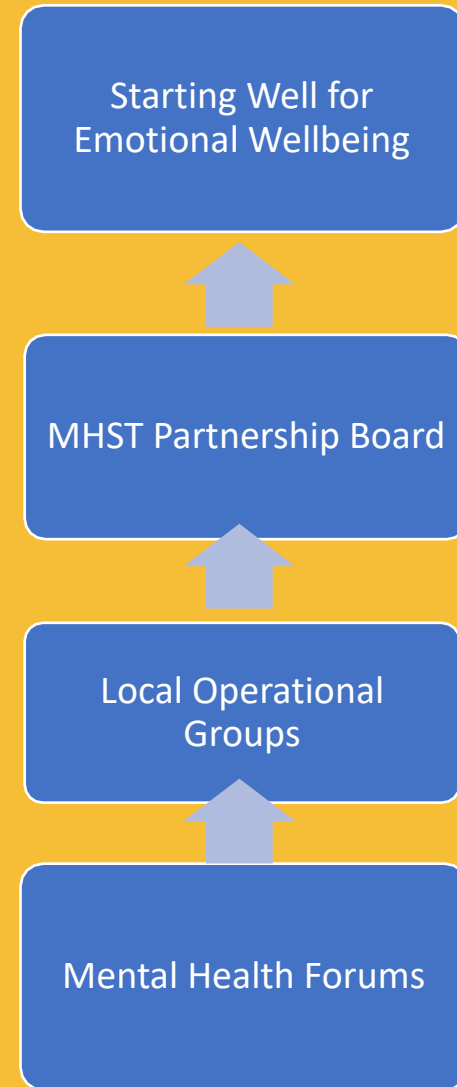 Starting Well for
Emotional Wellbeing
MHST Partnership Board
Local Operational
Groups
Mental Health Forums